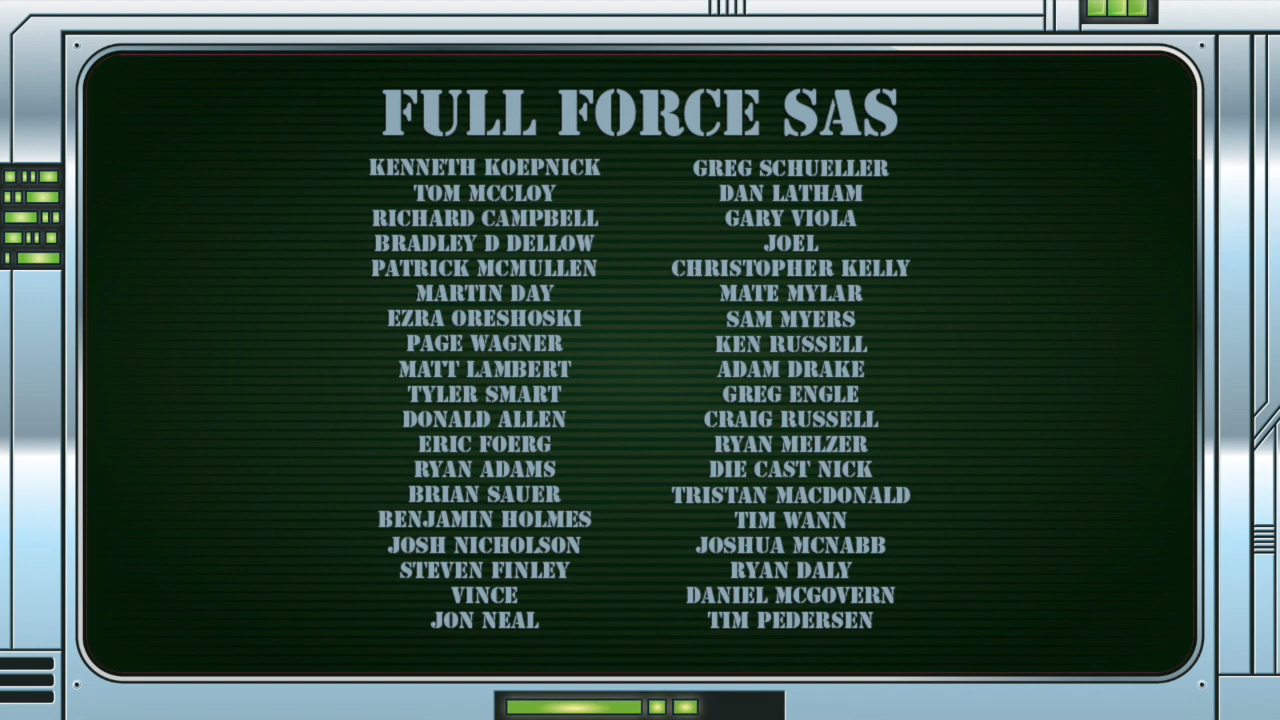 FULL FORCE SAS
KENNETH KOEPNICK
TOM MCCLOY
RICHARD CAMPBELL
BRADLEY D DELLOW
PATRICK MCMULLEN
MARTIN DAY
EZRA ORESHOSKI
PAGE WAGNER
MATT LAMBERT
TYLER SMART
DONALD ALLEN
ERIC FOERG
RYAN ADAMS
BRIAN SAUER
BENJAMIN HOLMES
JOSH NICHOLSON
STEVEN FINLEY
VINCE
JON NEAL
GREG SCHUELLER
DAN LATHAM
GARY VIOLA
JOEL
CHRISTOPHER KELLY
MATE MYLAR
SAM MYERS
KEN RUSSELL
ADAM DRAKE
GREG ENGLE
CRAIG RUSSELL
RYAN MELZER
DIE CAST NICK
TRISTAN MACDONALD
TIM WANN
JOSHUA MCNABB
RYAN DALY
DANIEL MCGOVERN
TIM PEDERSEN